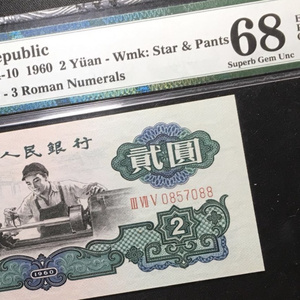 epublic
-10 1960 2 Yüan - Wmk: Star & Pants
- 3 Roman Numerals
68
Superb Gem Unc
人民銀行
貳圓
III VII V 0857088
2
1960